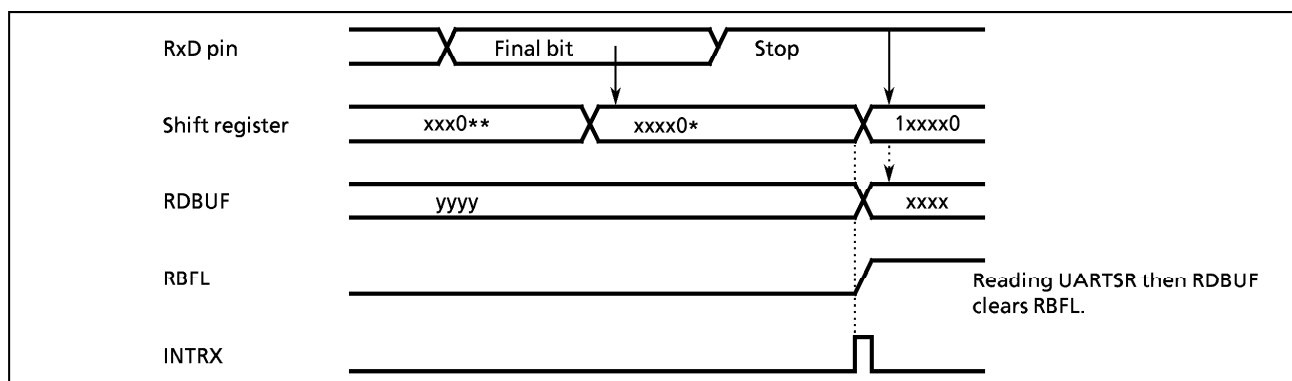 RxD pin Final bit Stop
Shift register xxx0** xxxx0* 1xxxx0
RDBUF yyyy xxxx
RBFL
Reading UARTSR then RDBUF
clears RBFL.
INTRX